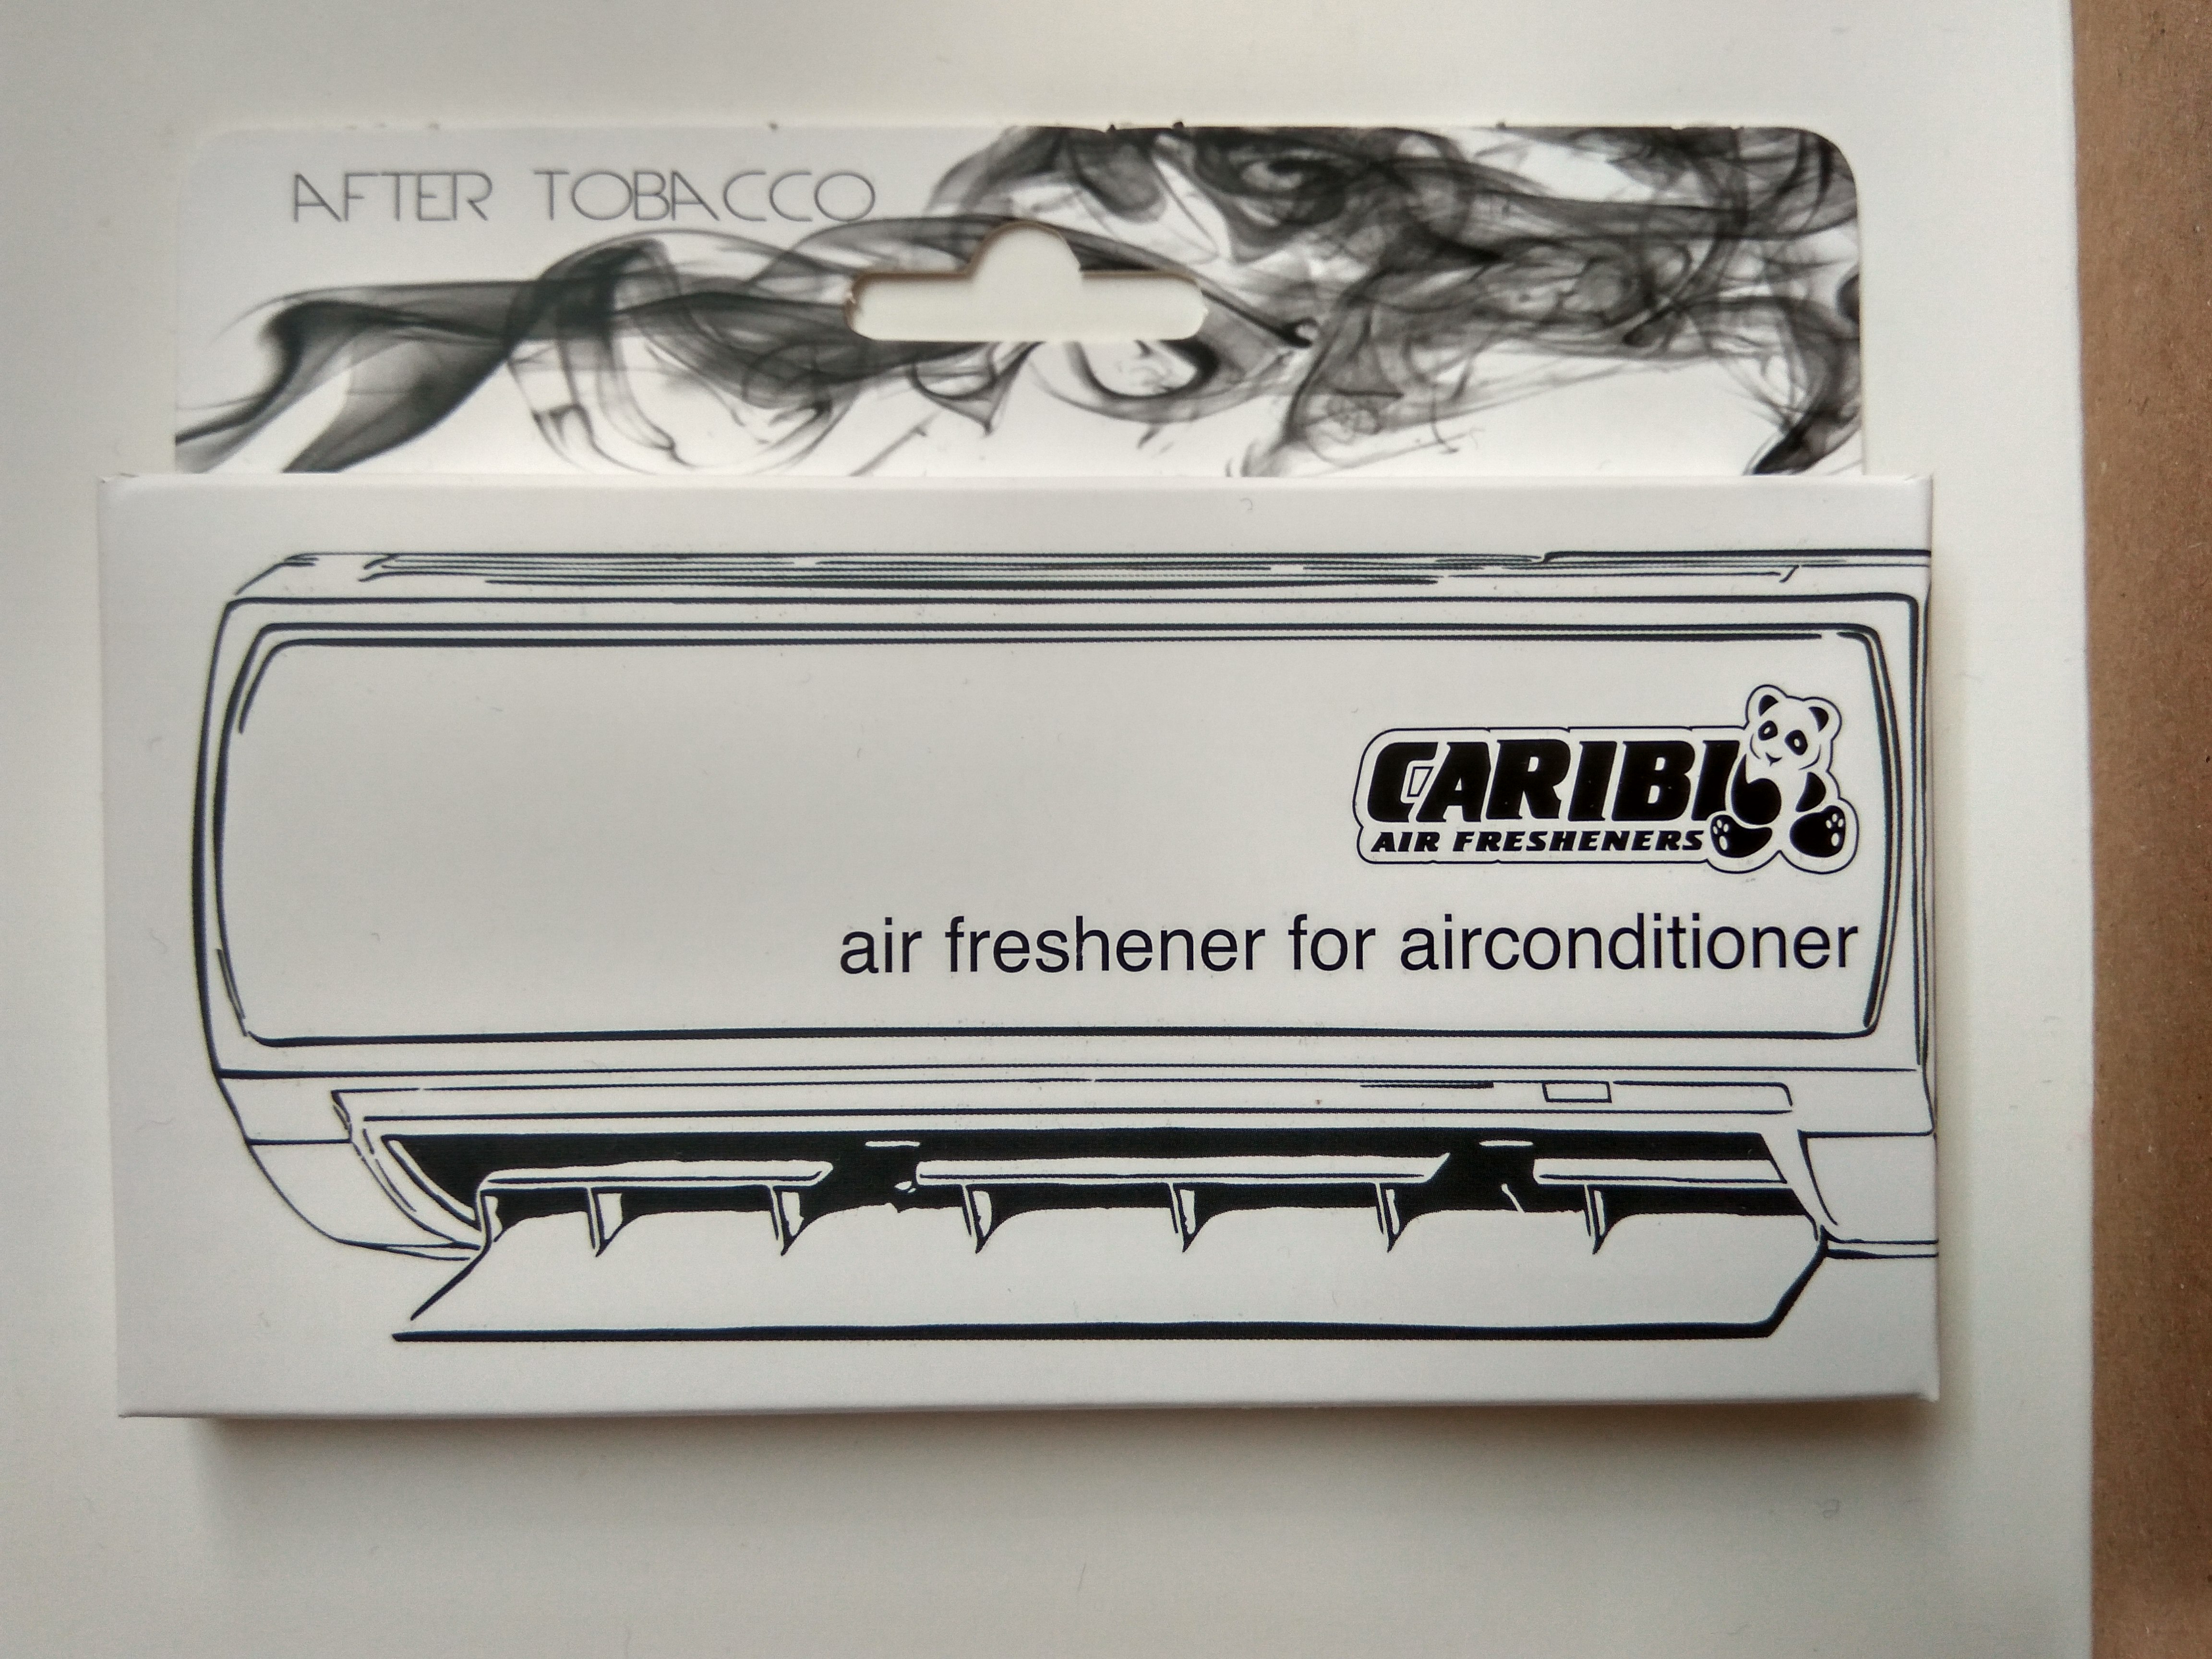 AFTER TOBACCO
CARIBI
AIR FRESHENERS
air freshener for airconditioner